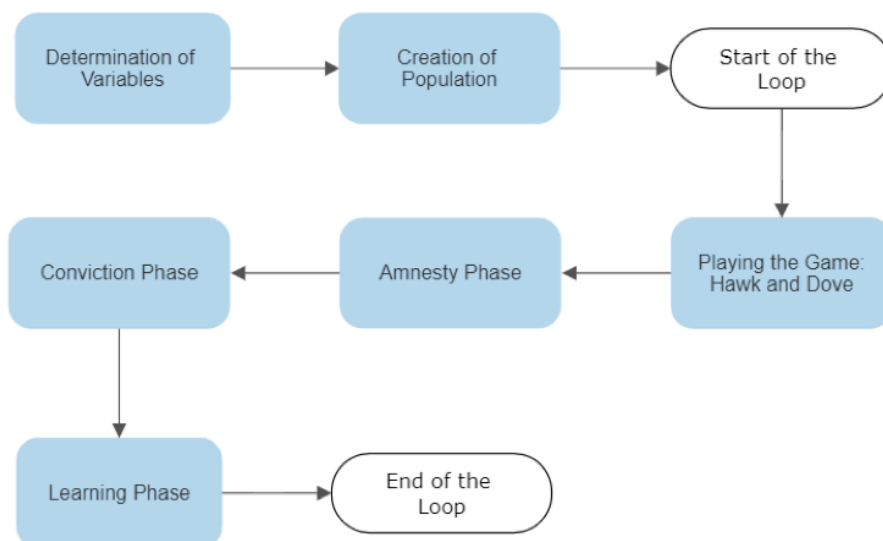 Determination of
Variables
Creation of
Population
Start of the
Loop
Playing the Game:
Hawk and Dove
Amnesty Phase
Conviction Phase
Learning Phase
End of the
Loop